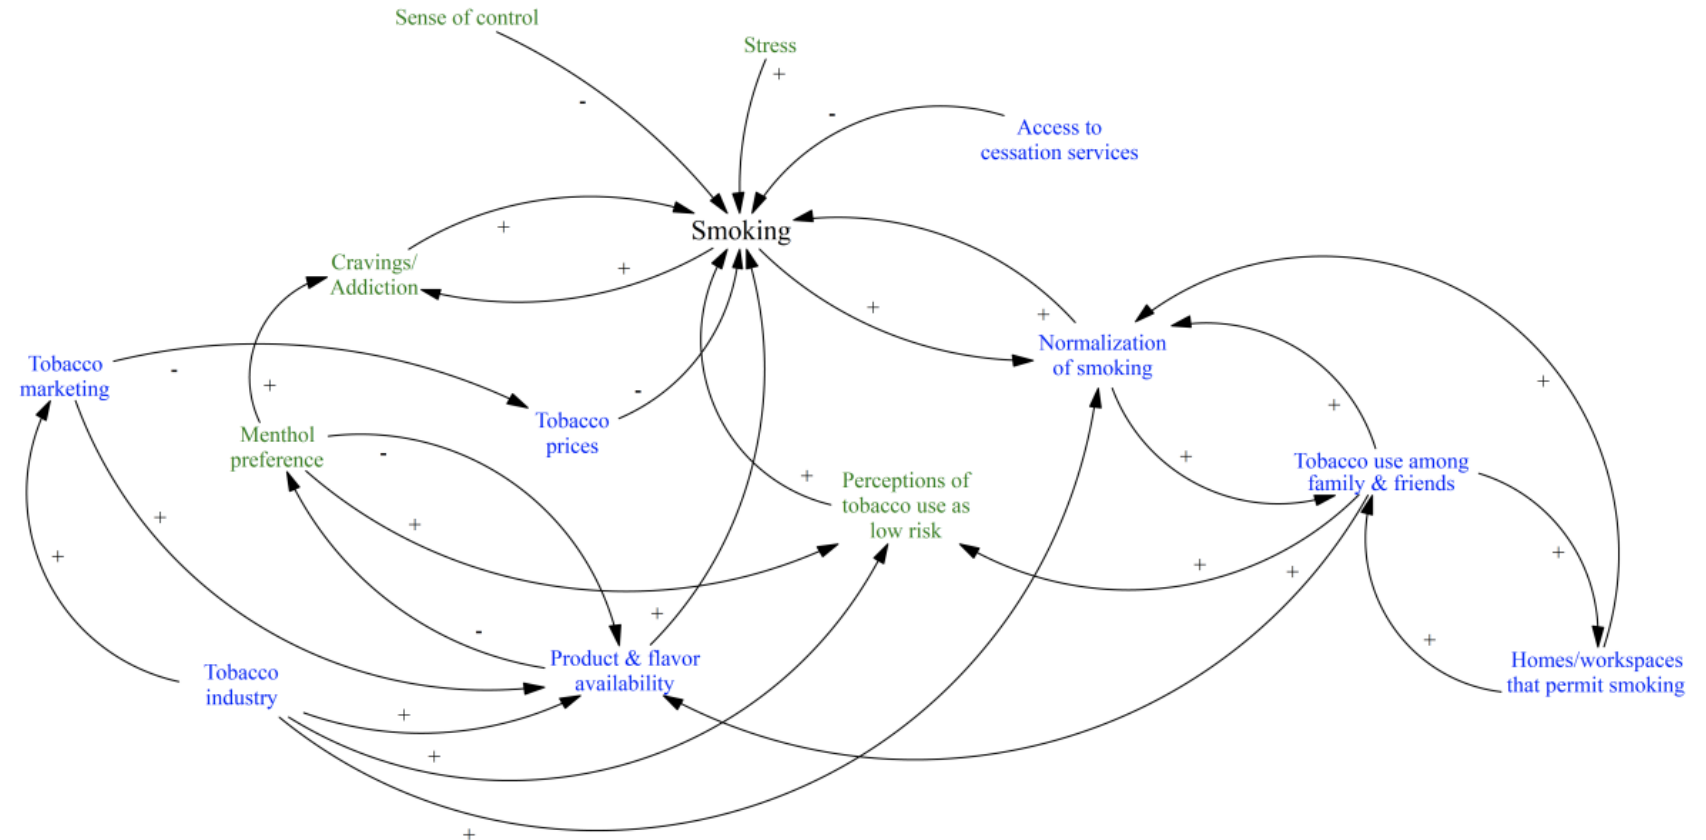 Sense of control
Stress
+
-
-
Access to
cessation services
Smoking
+
Cravings/
Addiction
+
+
+
Normalization
of smoking
Tobacco
marketing
-
+
-
+
+
Tobacco
prices
Menthol
preference
-
+
Tobacco use among
family & friends
+
Perceptions of
tobacco use as
low risk
+
+
+
+
+
+
+
-
+
Product & flavor
availability
Homes/workspaces
that permit smoking
Tobacco
industry
+
+
+